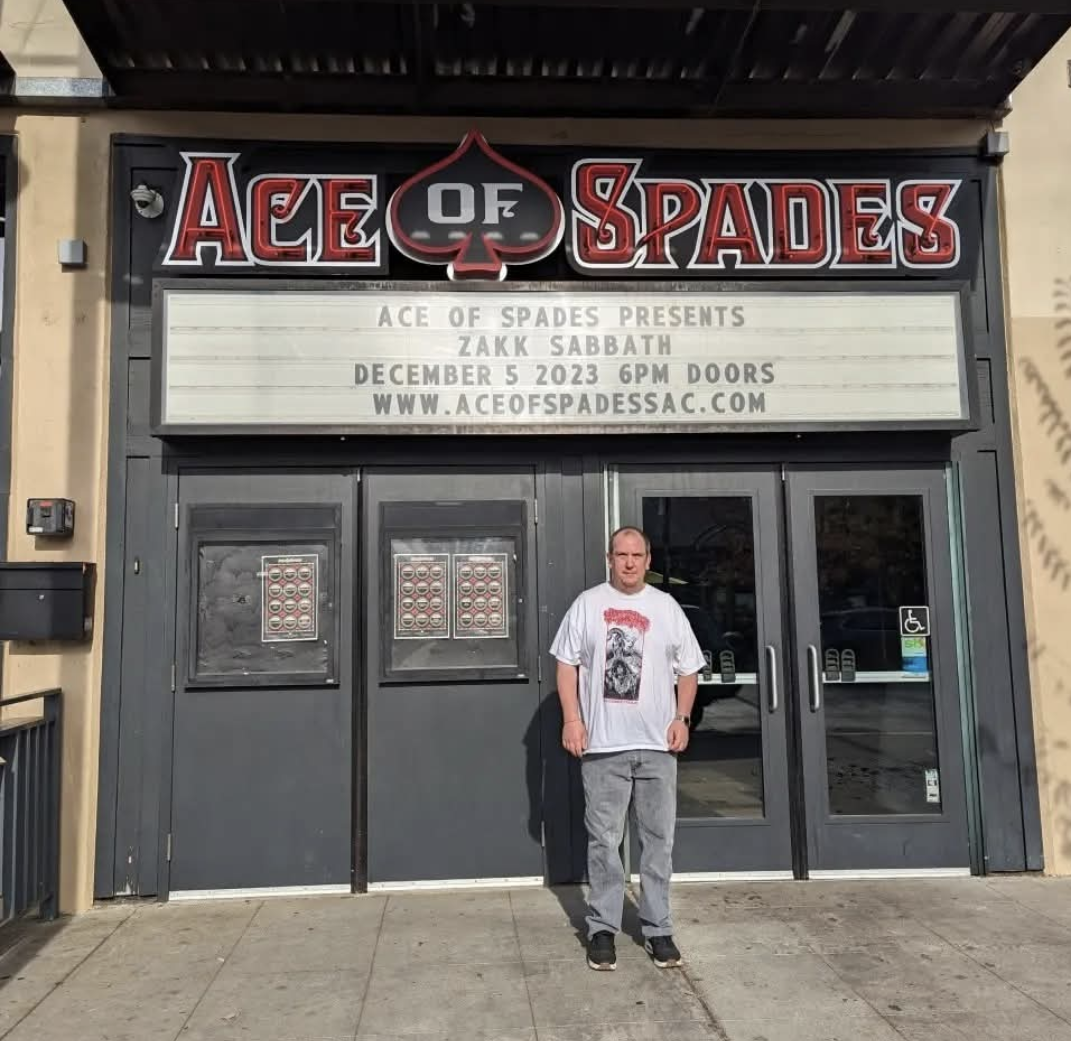 ACE OF SPADES
ACE OF SPADES PRESENTS
ZAKK SABBATH
DECEMBER 5 2023 6PM DOORS
WWW.ACEOFSPADESSAC.COM